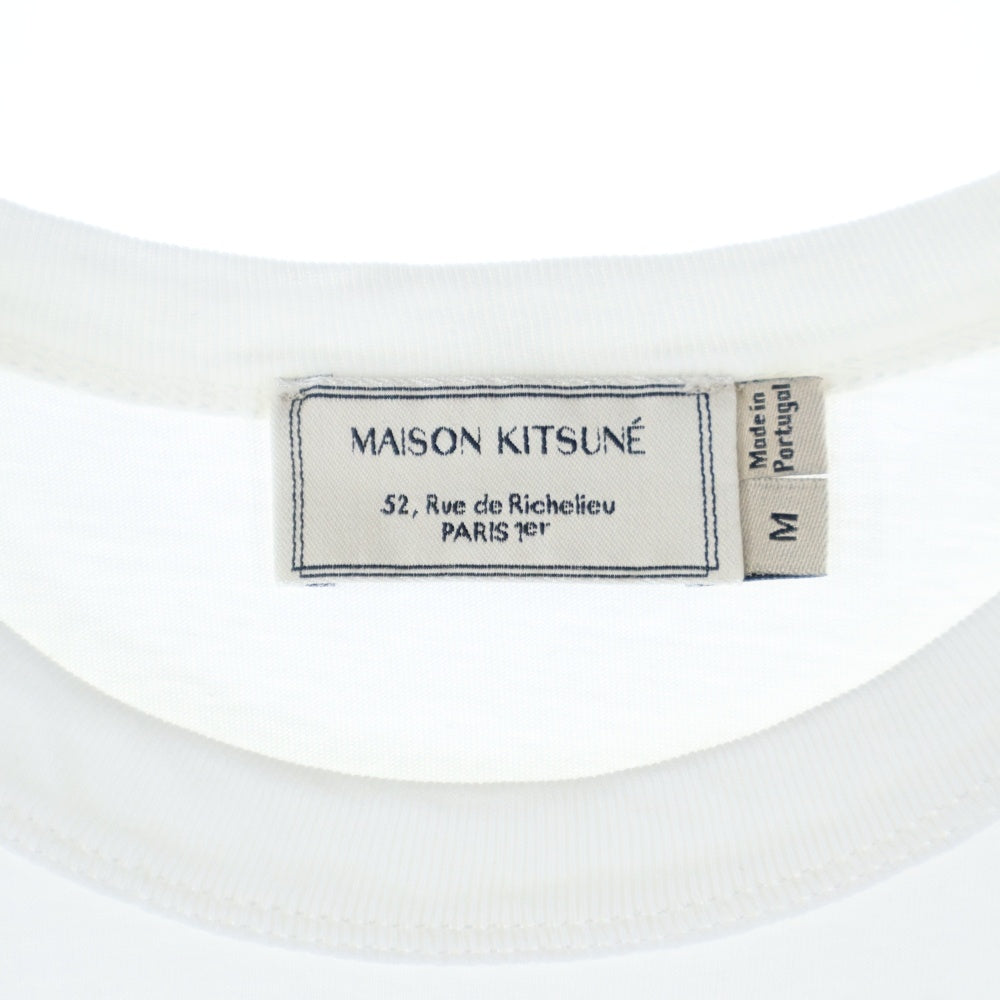 MAISON KITSUNÉ
52, Rue de Richelieu
PARIS 1er
Made in
Portugal
M